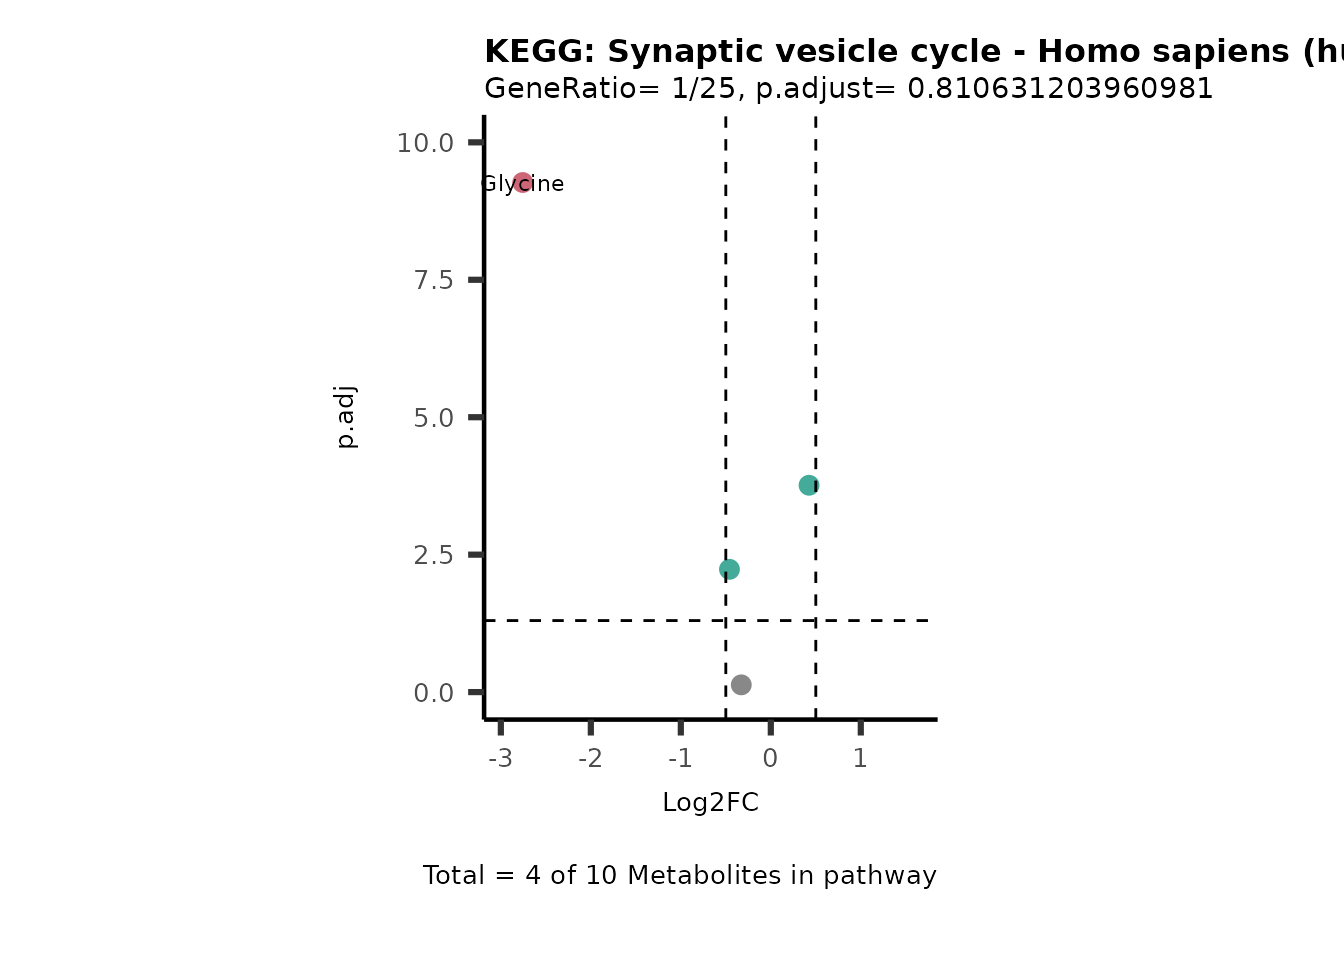 KEGG: Synaptic vesicle cycle - Homo sapiens
GeneRatio= 1/25, p.adjust= 0.810631203960981
10.0
Glycine
7.5
p.adj
5.0
2.5
0.0
-3 -2 -1 0 1
Log2FC
Total = 4 of 10 Metabolites in pathway